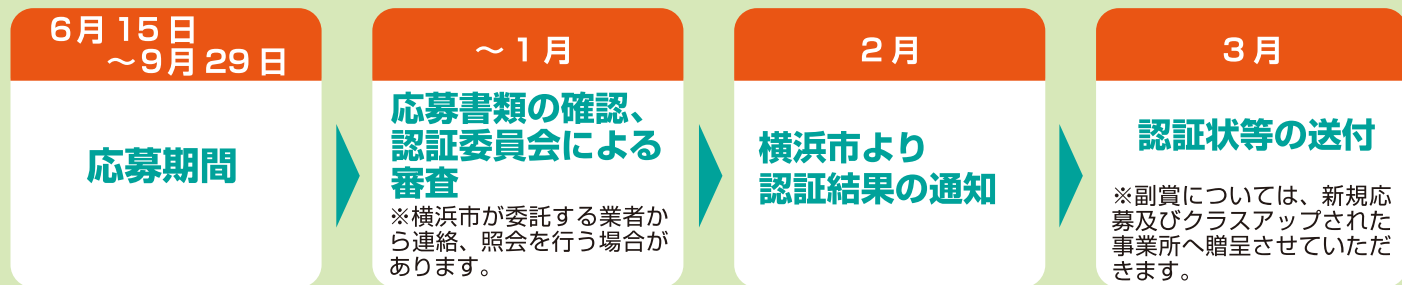 6月15日
～9月29日
応募期間
～1月
応募書類の確認、
認証委員会による
審査
※横浜市が委託する業者か
ら連絡、照会を行う場合が
あります。
2月
横浜市より
認証結果の通知
3月
認証状等の送付
※副賞については、新規応
募及びクラスアップされた
事業所へ贈呈させていただ
きます。